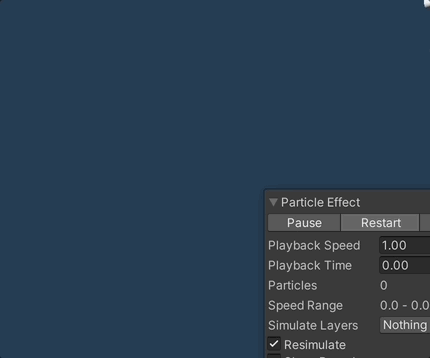 Particle Effect
Pause Restart
Playback Speed 1.00
Playback Time 0.00
Particles 0
Speed Range 0.0 - 0.0
Simulate Layers Nothing
Resimulate